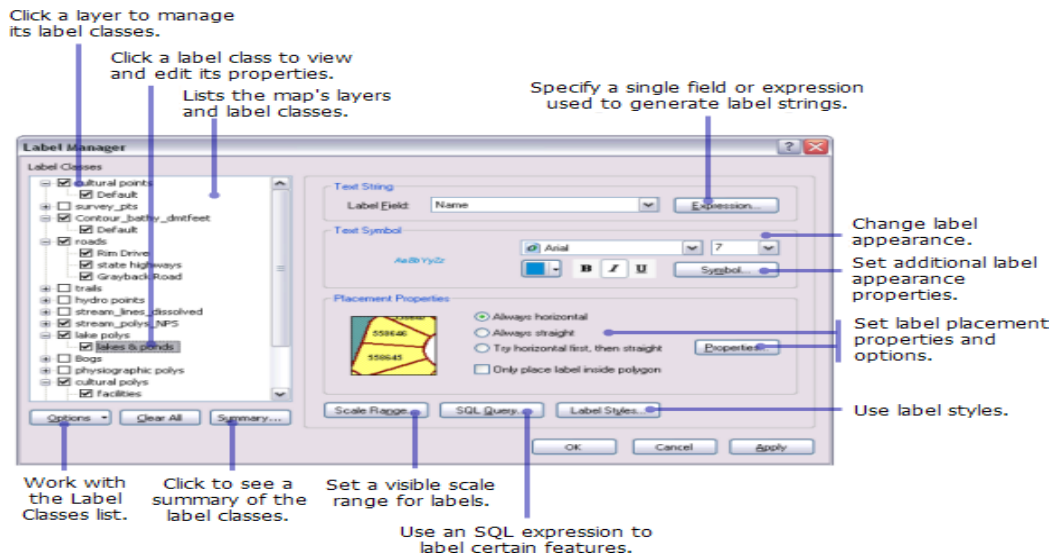 Click a layer to manage
its label classes.
Click a label class to view
and edit its properties.
Lists the map's layers
and label classes.
Specify a single field or expression
used to generate label strings.
Label Manager
Label Classes
cultural points
Default
survey_pts
Contour_bathy_dmtfeet
Default
roads
Rim Drive
state highways
Grayback Road
trails
hydro points
stream_lines_dissolved
stream_polys_NPS
lake polys
lakes & ponds
Bogs
physiographic polys
cultural polys
facilities
Options
Clear All
Summary...
Text String
Label Field:
Name
Expression...
Text Symbol
AaBbYyZz
Arial
7
B I U
Symbol...
Placement Properties
558646
558645
Always horizontal
Always straight
Try horizontal first, then straight
Only place label inside polygon
Properties...
Scale Range...
SQL Query...
Label Styles...
OK
Cancel
Apply
Change label
appearance.
Set additional label
appearance
properties.
Set label placement
properties and
options.
Use label styles.
Work with
the Label
Classes list.
Click to see a
summary of the
label classes.
Set a visible scale
range for labels.
Use an SQL expression to
label certain features.